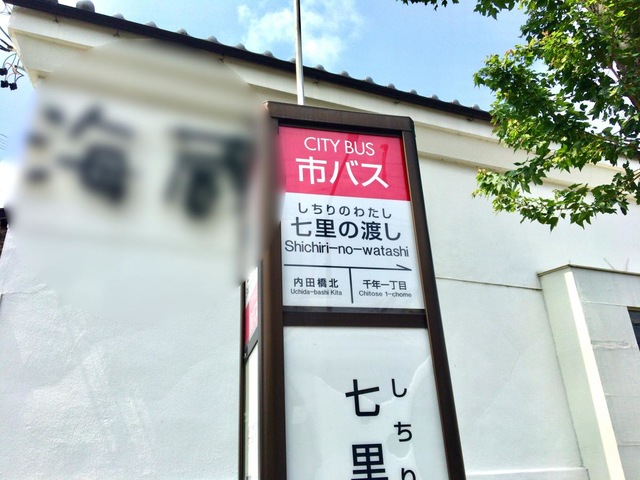 CITY BUS
市バス
しちりのわたし
七里の渡し
Shichiri-no-watashi
内田橋北
Uchida-bashi Kita
千年一丁目
Chitose 1-chome
七里
しちり